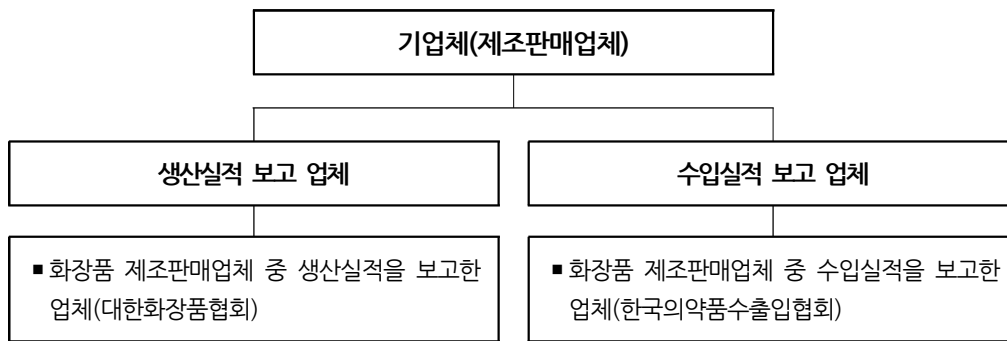 기업체(제조판매업체)
생산실적 보고 업체
수입실적 보고 업체
■ 화장품 제조판매업체 중 생산실적을 보고한
업체(대한화장품협회)
■ 화장품 제조판매업체 중 수입실적을 보고한
업체(한국의약품수출입협회)